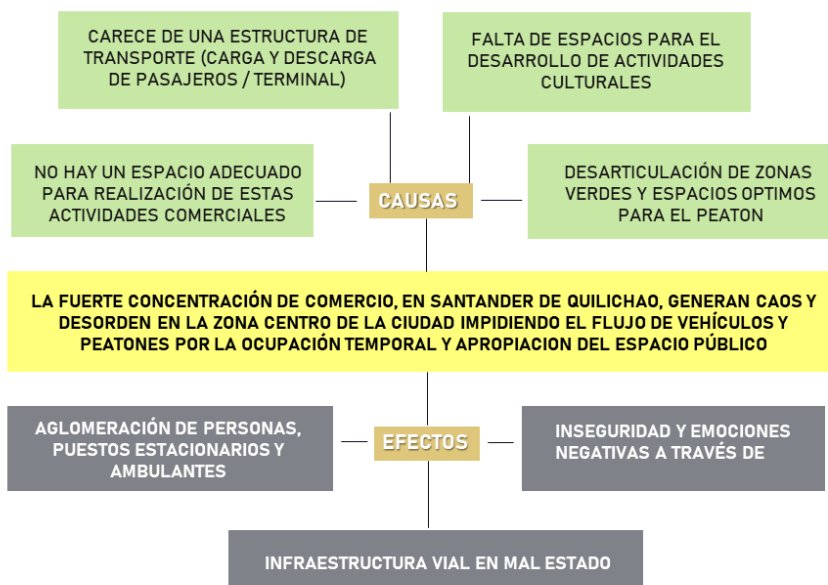 CARECE DE UNA ESTRUCTURA DE
TRANSPORTE (CARGA Y DESCARGA
DE PASAJEROS / TERMINAL)
FALTA DE ESPACIOS PARA EL
DESARROLLO DE ACTIVIDADES
CULTURALES
NO HAY UN ESPACIO ADECUADO
PARA REALIZACIÓN DE ESTAS
ACTIVIDADES COMERCIALES
CAUSAS
DESARTICULACIÓN DE ZONAS
VERDES Y ESPACIOS OPTIMOS
PARA EL PEATON
LA FUERTE CONCENTRACIÓN DE COMERCIO, EN SANTANDER DE QUILICHAO, GENERAN CAOS Y
DESORDEN EN LA ZONA CENTRO DE LA CIUDAD IMPIDIENDO EL FLUJO DE VEHÍCULOS Y
PEATONES POR LA OCUPACIÓN TEMPORAL Y APROPIACION DEL ESPACIO PÚBLICO
AGLOMERACIÓN DE PERSONAS,
PUESTOS ESTACIONARIOS Y
AMBULANTES
EFECTOS
INSEGURIDAD Y EMOCIONES
NEGATIVAS A TRAVÉS DE
INFRAESTRUCTURA VIAL EN MAL ESTADO